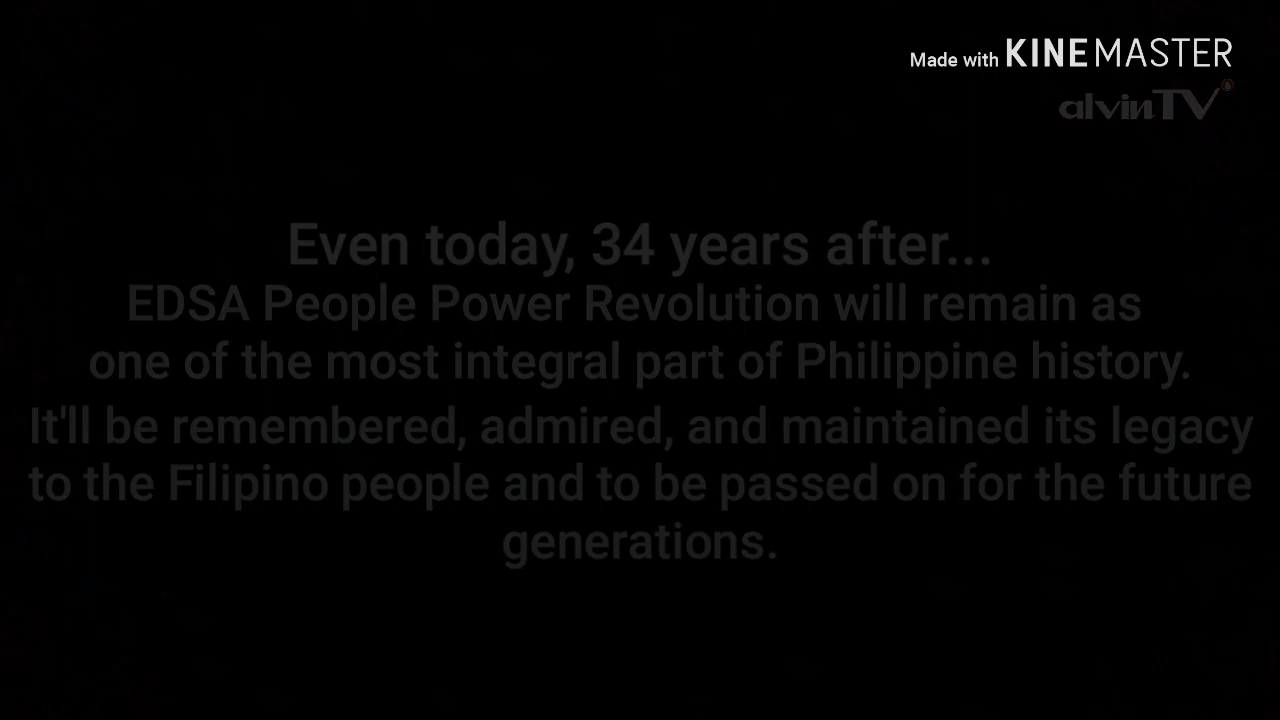 Made with KINEMASTER
alvinTV
Even today, 34 years after...
EDSA People Power Revolution will remain as
one of the most integral part of Philippine history.
It'll be remembered, admired, and maintained its legacy
to the Filipino people and to be passed on for the future
generations.